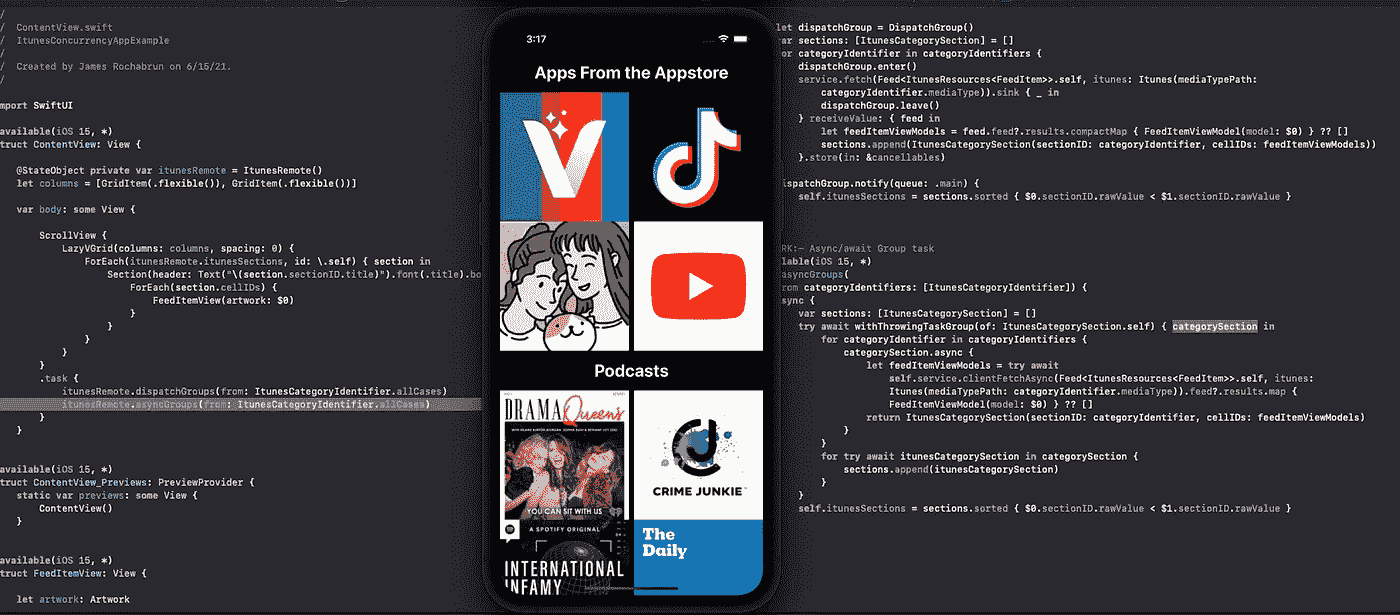 /
/  ContentView.swift
/  ItunesConcurrencyAppExample
/
/  Created by James Rochabrun on 6/15/21.
/
mport SwiftUI
available(iOS 15, *)
truct ContentView: View {
@StateObject private var itunesRemote = ItunesRemote()
let columns = [GridItem(.flexible()), GridItem(.flexible())]
var body: some View {
ScrollView {
LazyVGrid(columns: columns, spacing: 0) {
ForEach(itunesRemote.itunesSections, id: \.self) { section in
Section(header: Text("\(section.sectionID.title)").font(.title).bo
ForEach(section.cellIDs) {
FeedItemView(artwork: $0)
}
}
}
}
}
.task {
itunesRemote.dispatchGroups(from: ItunesCategoryIdentifier.allCases)
itunesRemote.asyncGroups(from: ItunesCategoryIdentifier.allCases)
}
}
available(iOS 15, *)
truct ContentView_Previews: PreviewProvider {
static var previews: some View {
ContentView()
}
available(iOS 15, *)
truct FeedItemView: View {
let artwork: Artwork
3:17
Apps From the Appstore
Podcasts
DRAMA Queens
YOU CAN SIT WITH US
A SPOTIFY ORIGINAL
INTERNATIONAL
INFAMY
CRIME JUNKIE
The
Daily
let dispatchGroup = DispatchGroup()
var sections: [ItunesCategorySection] = []
or categoryIdentifier in categoryIdentifiers {
dispatchGroup.enter()
service.fetch(Feed<ItunesResources<FeedItem>>.self, itunes: Itunes(mediaTypePath:
categoryIdentifier.mediaType)).sink { _ in
dispatchGroup.leave()
} receiveValue: { feed in
let feedItemViewModels = feed.feed?.results.compactMap { FeedItemViewModel(model: $0) } ?? []
sections.append(ItunesCategorySection(sectionID: categoryIdentifier, cellIDs: feedItemViewModels))
}.store(in: &cancellables)
ispatchGroup.notify(queue: .main) {
self.itunesSections = sections.sorted { $0.sectionID.rawValue < $1.sectionID.rawValue }
RK:- Async/await Group task
lable(iOS 15, *)
asyncGroups(
rom categoryIdentifiers: [ItunesCategoryIdentifier]) {
sync {
var sections: [ItunesCategorySection] = []
try await withThrowingTaskGroup(of: ItunesCategorySection.self) { categorySection in
for categoryIdentifier in categoryIdentifiers {
categorySection.async {
let feedItemViewModels = try await
self.service.clientFetchAsync(Feed<ItunesResources<FeedItem>>.self, itunes:
Itunes(mediaTypePath: categoryIdentifier.mediaType)).feed?.results.map {
FeedItemViewModel(model: $0) } ?? []
return ItunesCategorySection(sectionID: categoryIdentifier, cellIDs: feedItemViewModels)
}
}
for try await itunesCategorySection in categorySection {
sections.append(itunesCategorySection)
}
}
self.itunesSections = sections.sorted { $0.sectionID.rawValue < $1.sectionID.rawValue }